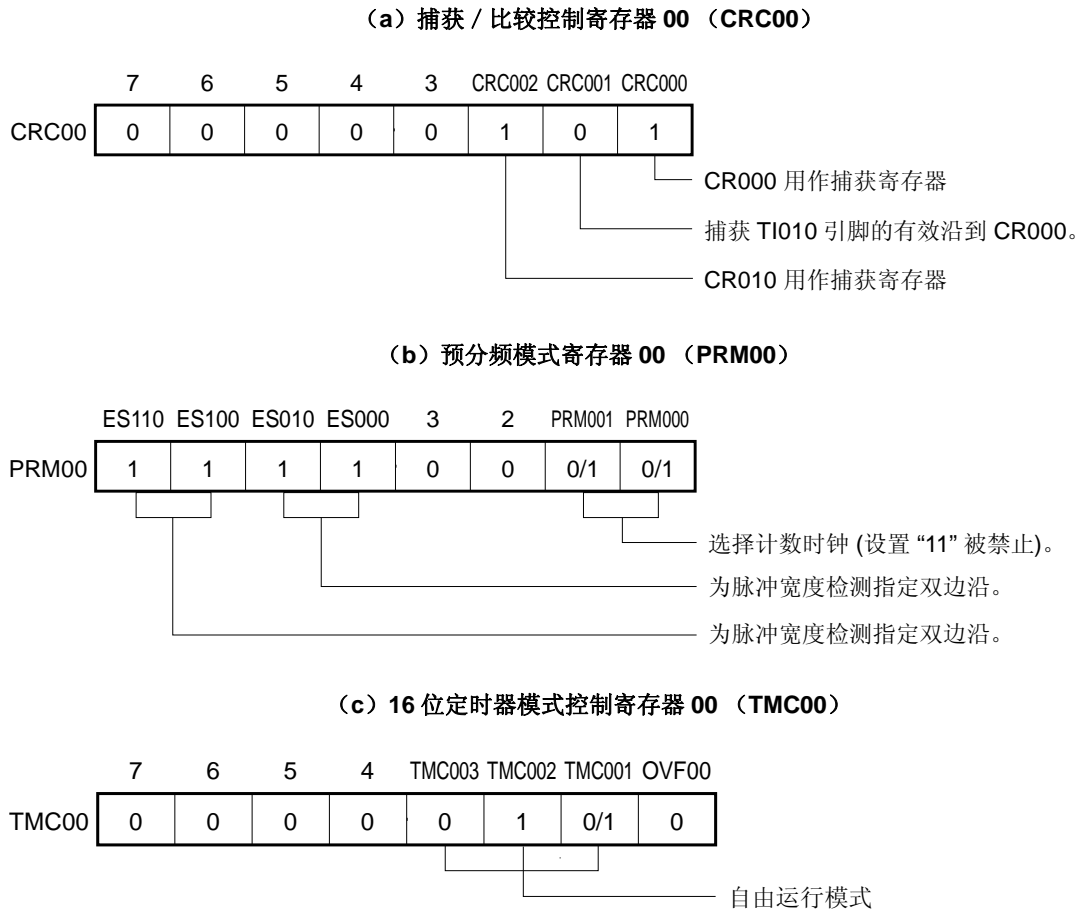 （a）捕获 / 比较控制寄存器 00 （CRC00）
7 6 5 4 3 CRC002 CRC001 CRC000
CRC00 0 0 0 0 0 1 0 1
CR000 用作捕获寄存器
捕获 TI010 引脚的有效沿到 CR000。
CR010 用作捕获寄存器
（b）预分频模式寄存器 00 （PRM00）
ES110 ES100 ES010 ES000 3 2 PRM001 PRM000
PRM00 1 1 1 1 0 0 0/1 0/1
选择计数时钟 (设置 “11” 被禁止)。
为脉冲宽度检测指定双边沿。
为脉冲宽度检测指定双边沿。
（c）16 位定时器模式控制寄存器 00 （TMC00）
7 6 5 4 TMC003 TMC002 TMC001 OVF00
TMC00 0 0 0 0 0 1 0/1 0
自由运行模式